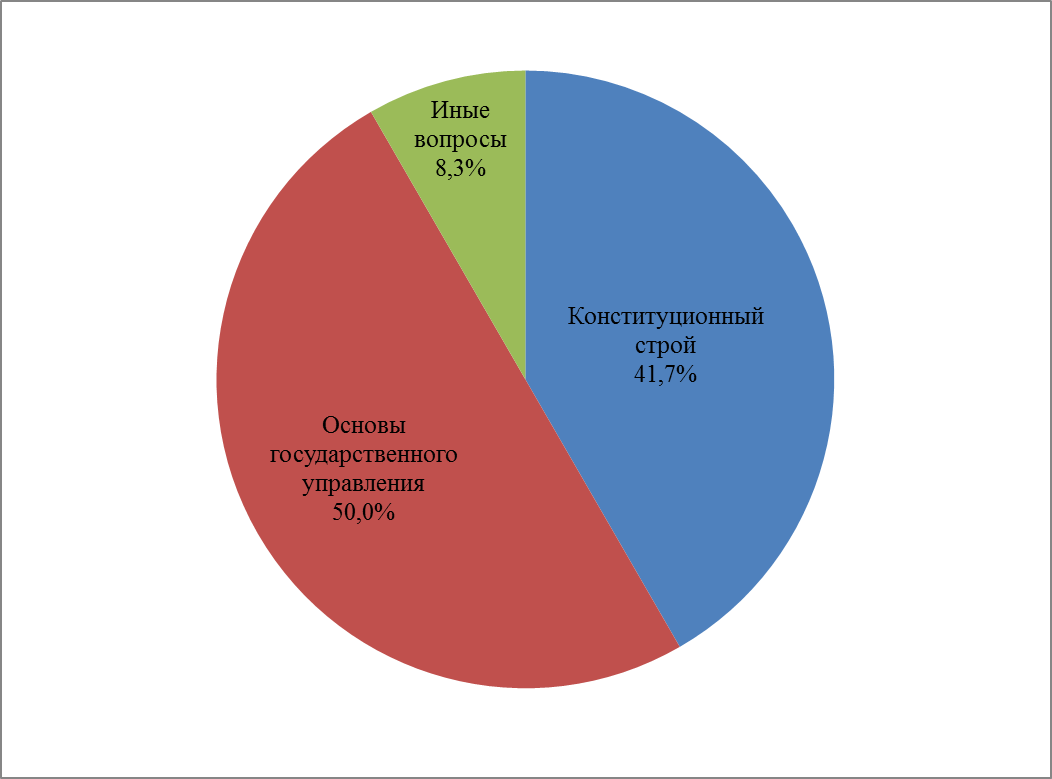 Иные
вопросы
8,3%
Конституционный
строй
41,7%
Основы
государственного
управления
50,0%